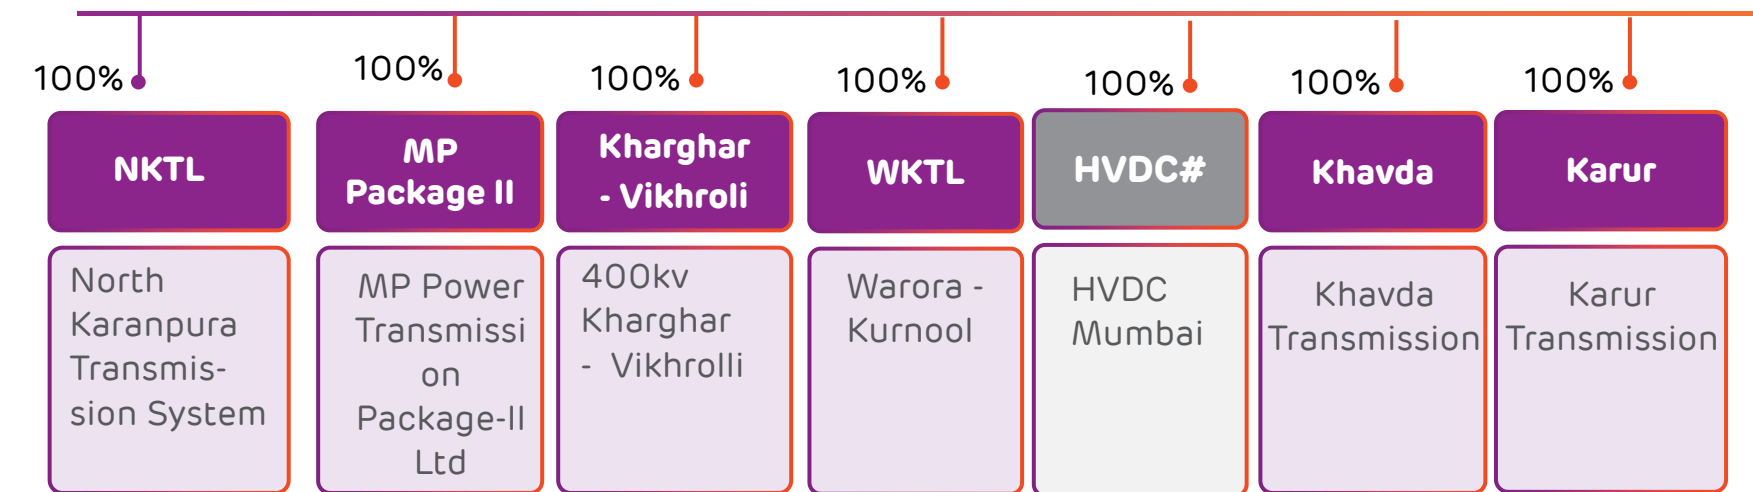 100%
100%
100%
100%
100%
100%
100%
NKTL
MP
Package II
Kharghar
- Vikhroli
WKTL
HVDC#
Khavda
Karur
North
Karanpura
Transmis-
sion System
MP Power
Transmissi
on
Package-II
Ltd
400kv
Kharghar
- Vikhrolli
Warora -
Kurnool
HVDC
Mumbai
Khavda
Transmission
Karur
Transmission